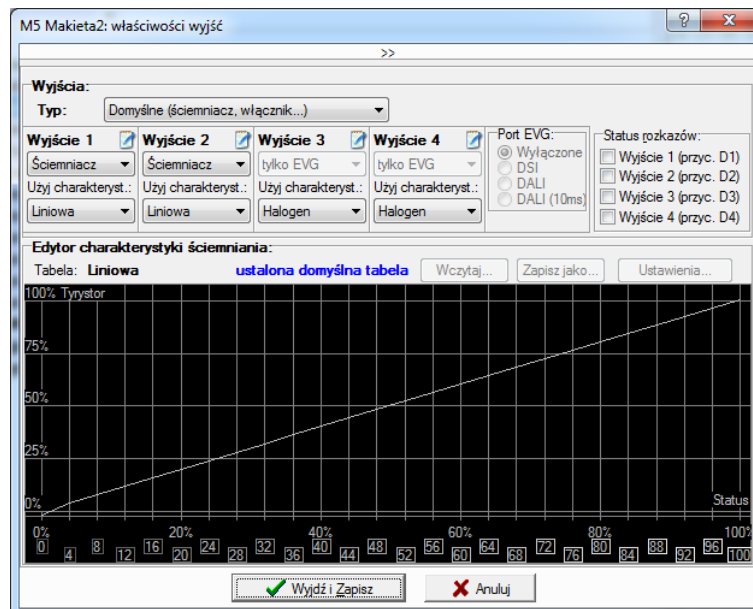 M5 Makieta2: właściwości wyjść
>>
Wyjścia:
Typ: Domyślne (ściemniacz, włącznik...)
Wyjście 1 Wyjście 2 Wyjście 3 Wyjście 4
Ściemniacz Ściemniacz tylko EVG tylko EVG
Użyj charakteryst.: Użyj charakteryst.: Użyj charakteryst.: Użyj charakteryst.:
Liniowa Liniowa Halogen Halogen
Port EVG:
Wyłączone
DSI
DALI
DALI (10ms)
Status rozkazów:
Wyjście 1 (przyc. D1)
Wyjście 2 (przyc. D2)
Wyjście 3 (przyc. D3)
Wyjście 4 (przyc. D4)
Edytor charakterystyki ściemniania:
Tabela: Liniowa ustalona domyślna tabela Wczytaj... Zapisz jako... Ustawienia...
100% Tyrystor
75%
50%
25%
0%
Status
0% 20% 40% 60% 80% 100%
0 8 16 24 32 40 48 56 64 72 80 88 96
4 12 20 28 36 44 52 60 68 76 84 92 100
Wyjdź i Zapisz Anuluj